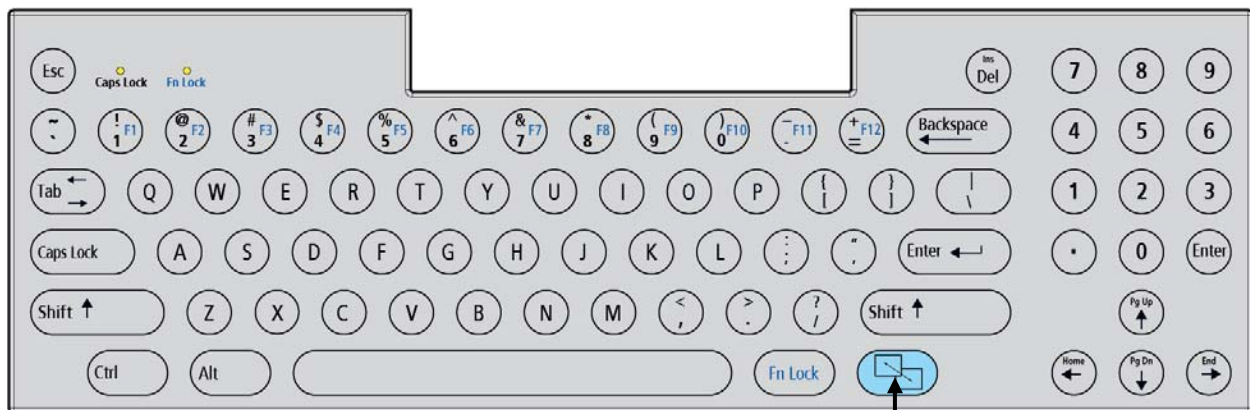 Esc Caps Lock Fn Lock Ins Del 7 8 9
~ ` ! 1 F1 @ 2 F2 # 3 F3 $ 4 F4 % 5 F5 ^ 6 F6 & 7 F7 * 8 F8 ( 9 F9 ) 0 F10 _ - F11 + = F12 Backspace 4 5 6
Tab Q W E R T Y U I O P { [ } ] | \ 1 2 3
Caps Lock A S D F G H J K L : ; " , Enter . 0 Enter
Shift Z X C V B N M < , > . ? / Shift Pg Up
Ctrl Alt Fn Lock Home Pg Dn End